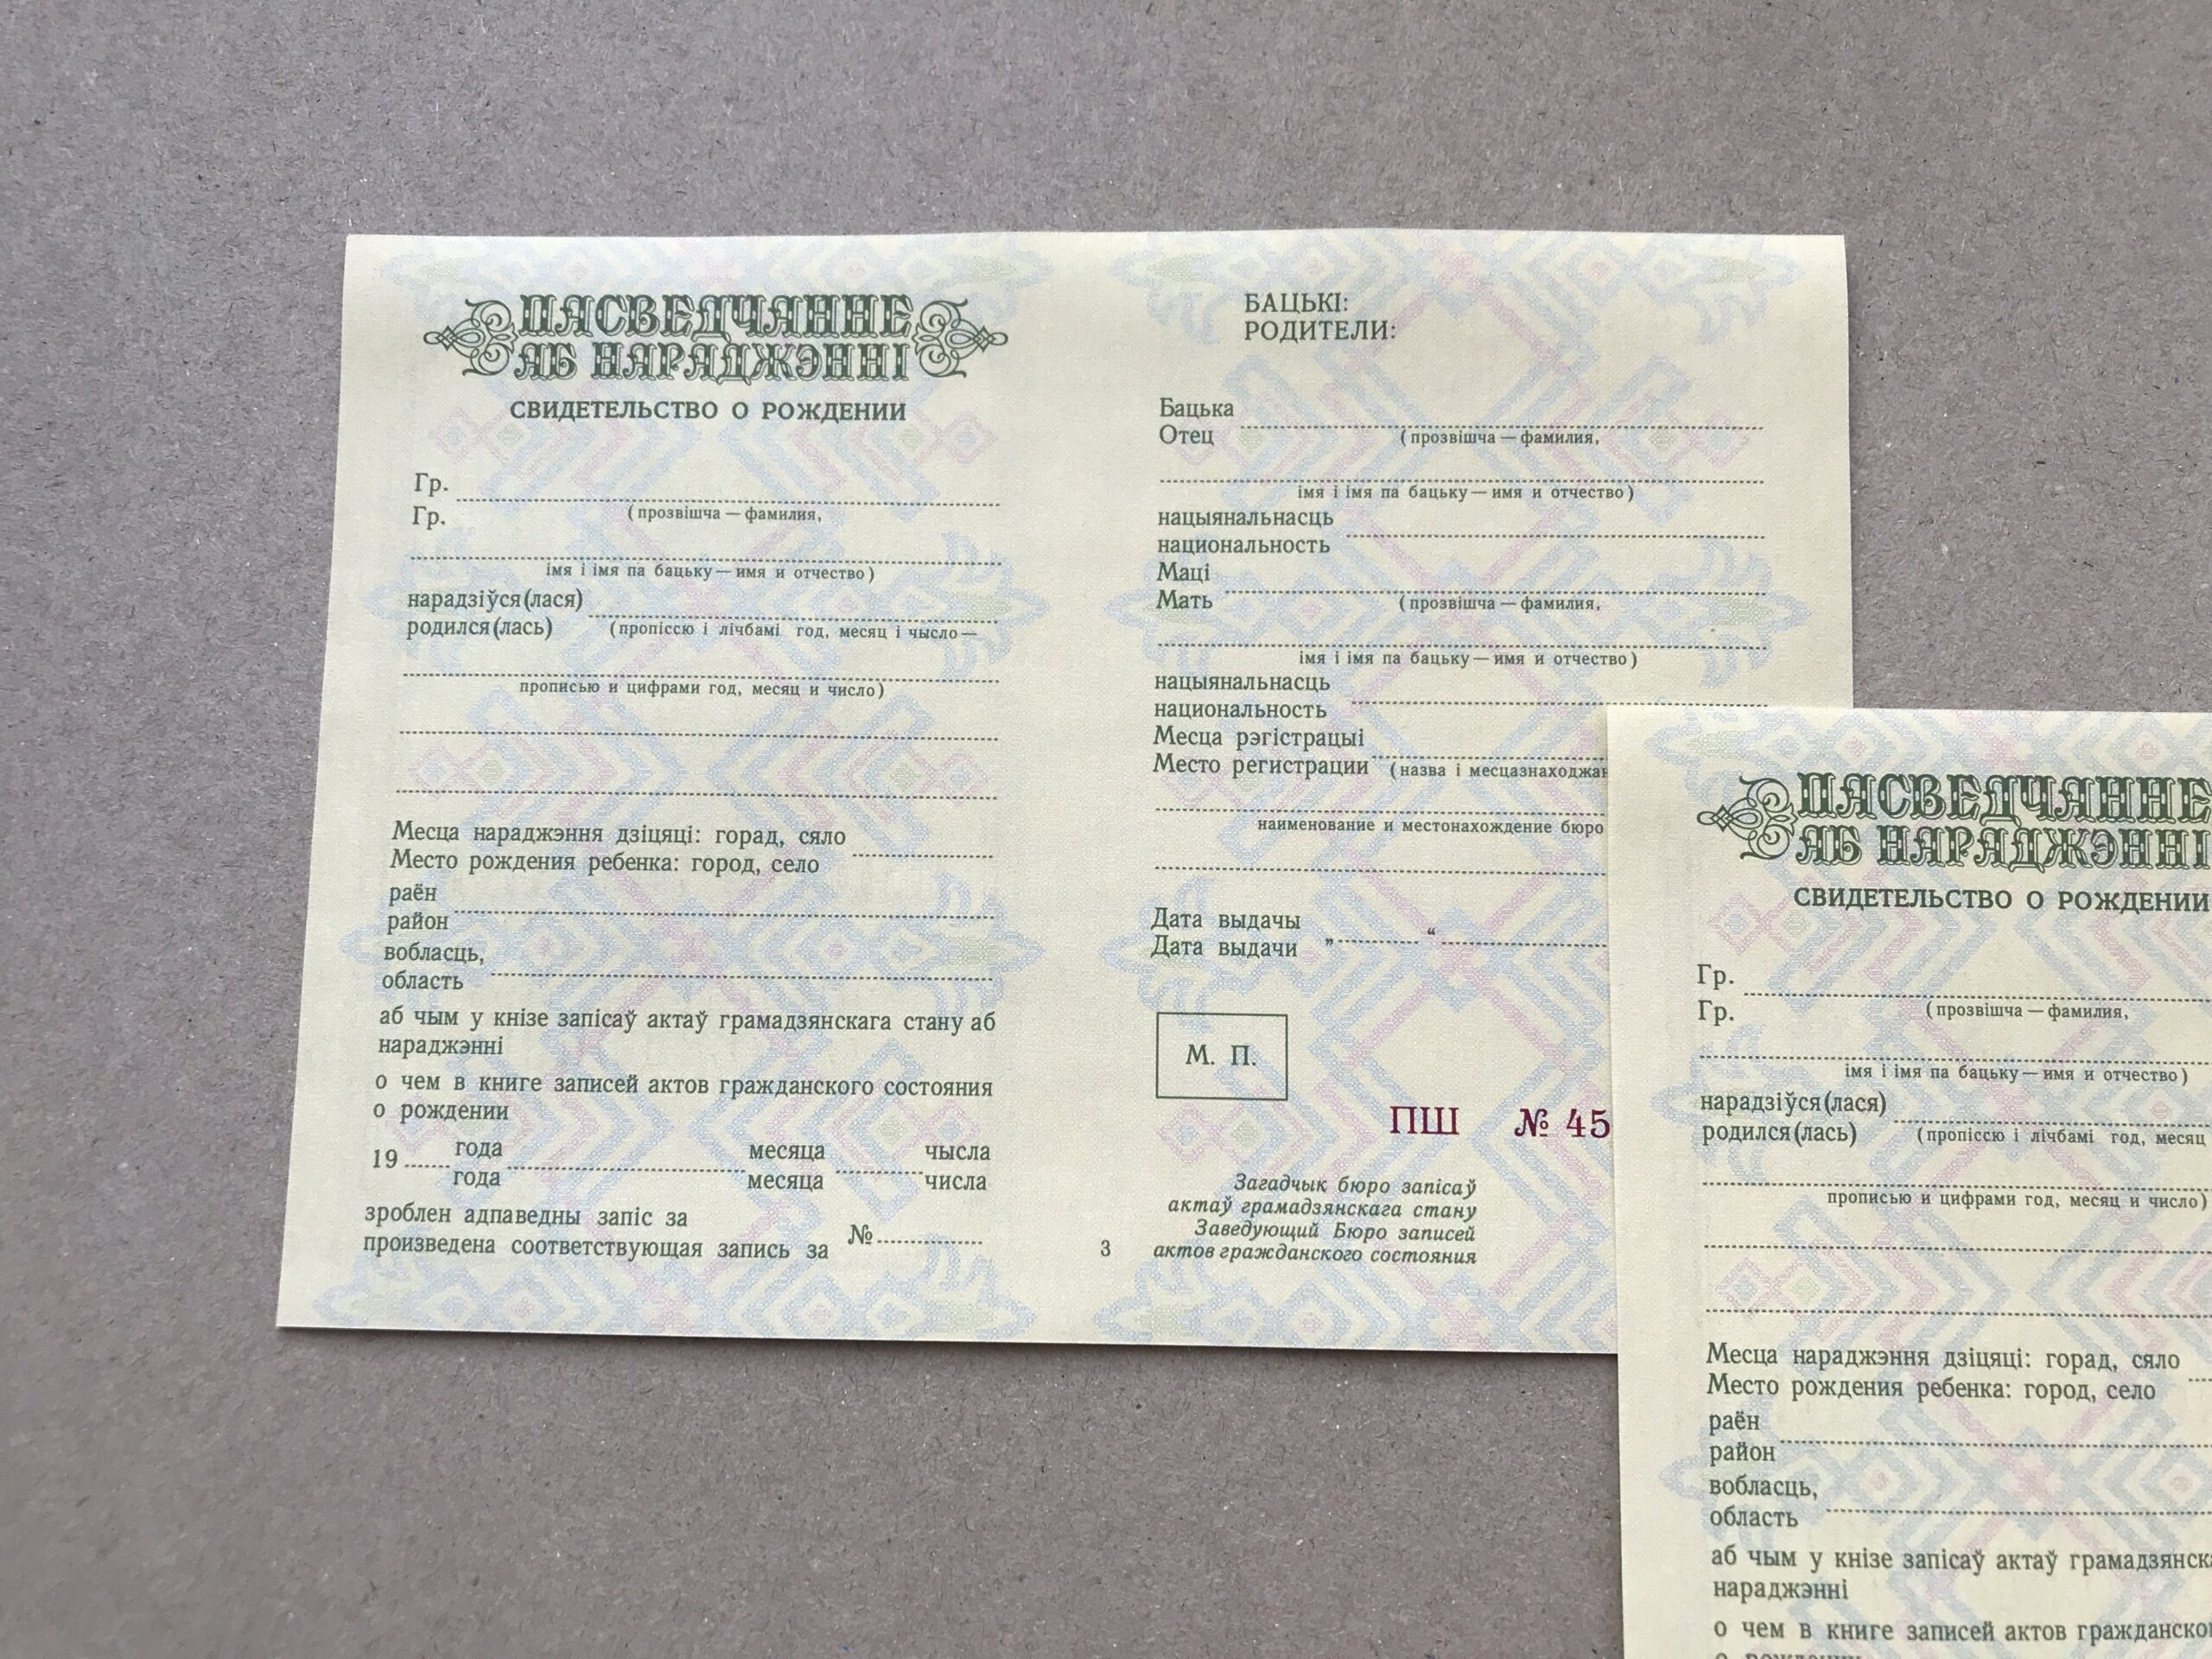 ПАСВЕДЧАННЕ
АБ НАРАДЖЭННІ
СВИДЕТЕЛЬСТВО О РОЖДЕНИИ
Гр.
Гр. (прозвішча — фамилия,
імя і імя па бацьку — имя и отчество)
нарадзіўся(лася)
родился(лась) (пропіссю і лічбамі год, месяц і чысло —
прописью и цифрами год, месяц и число)
Месца нараджэння дзіцяці: горад, сяло
Место рождения ребенка: город, село
раён
район
вобласць,
область
аб чым у кнізе запісаў актаў грамадзянскага стану аб
нараджэнні
о чем в книге записей актов гражданского состояния
о рождении
19 года месяца чысла
года месяца числа
зроблен адпаведны запіс за
произведена соответствующая запись за №
БАЦЬКІ:
РОДИТЕЛИ:
Бацька
Отец (прозвішча — фамилия,
імя і імя па бацьку — имя и отчество)
нацыянальнасць
национальность
Маці
Мать (прозвішча — фамилия,
імя і імя па бацьку — имя и отчество)
нацыянальнасць
национальность
Месца рэгістрацыі
Место регистрации (назва і
наименование и местонахождение бюро
Дата выдачы
Дата выдачи „ “
М. П.
ПШ № 45
Загадчык бюро запісаў
актаў грамадзянскага стану
Заведующий Бюро записей
3 актов гражданского состояния
ПАСВЕДЧАННЕ
АБ НАРАДЖЭННІ
СВИДЕТЕЛЬСТВО О РОЖДЕНИИ
Гр.
Гр. (прозвішча — фамилия,
імя і імя па бацьку — имя и отчество)
нарадзіўся(лася)
родился(лась) (пропіссю і лічбамі год, месяц
прописью и цифрами год, месяц и число)
Месца нараджэння дзіцяці: горад, сяло
Место рождения ребенка: город, село
раён
район
вобласць,
область
аб чым у кнізе запісаў актаў
нараджэнні
о чем в книге записей актов